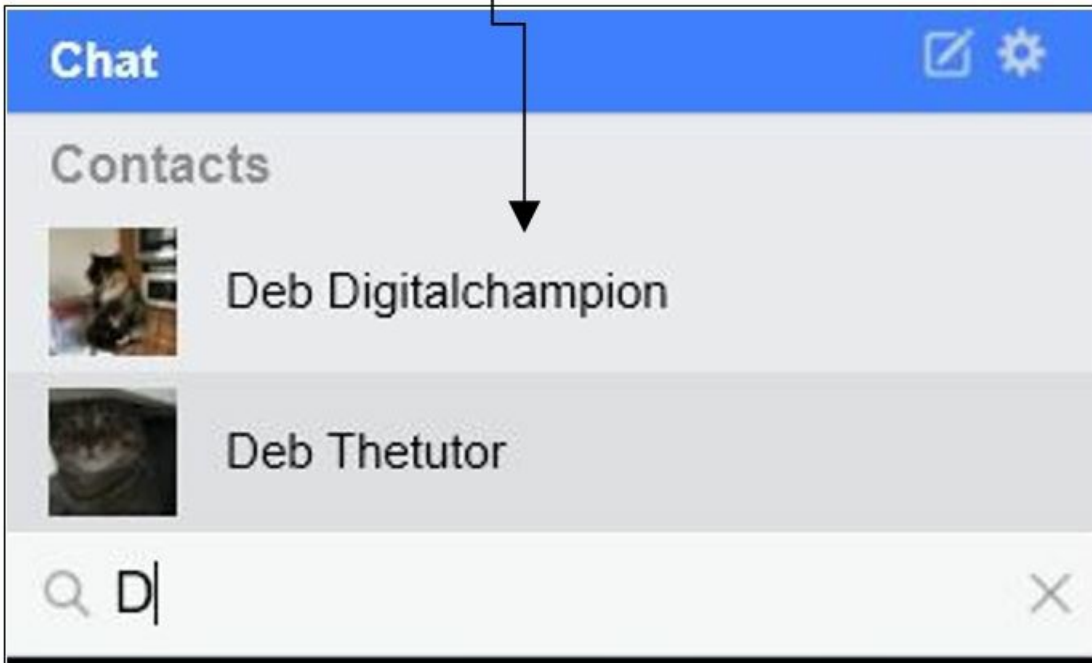 Chat
Contacts
Deb Digitalchampion
Deb Thetutor
D